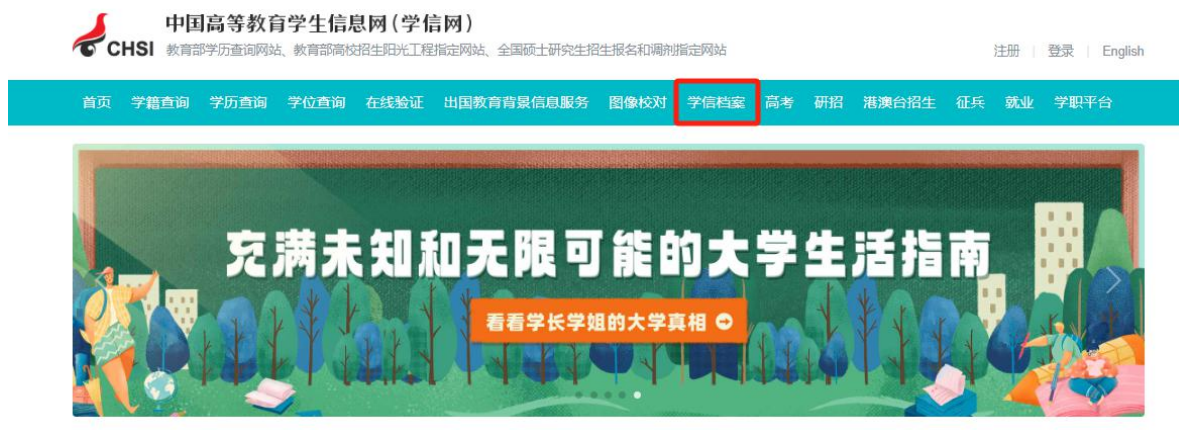 中国高等教育学生信息网（学信网）
CHSI 教育部学历查询网站、教育部高校招生阳光工程指定网站、全国硕士研究生招生报名和调剂指定网站
注册 | 登录 | English
首页 学籍查询 学历查询 学位查询 在线验证 出国教育背景信息服务 图像校对 学信档案 高考 研招 港澳台招生 征兵 就业 学职平台
充满未知和无限可能的大学生活指南
看看学长学姐的大学真相